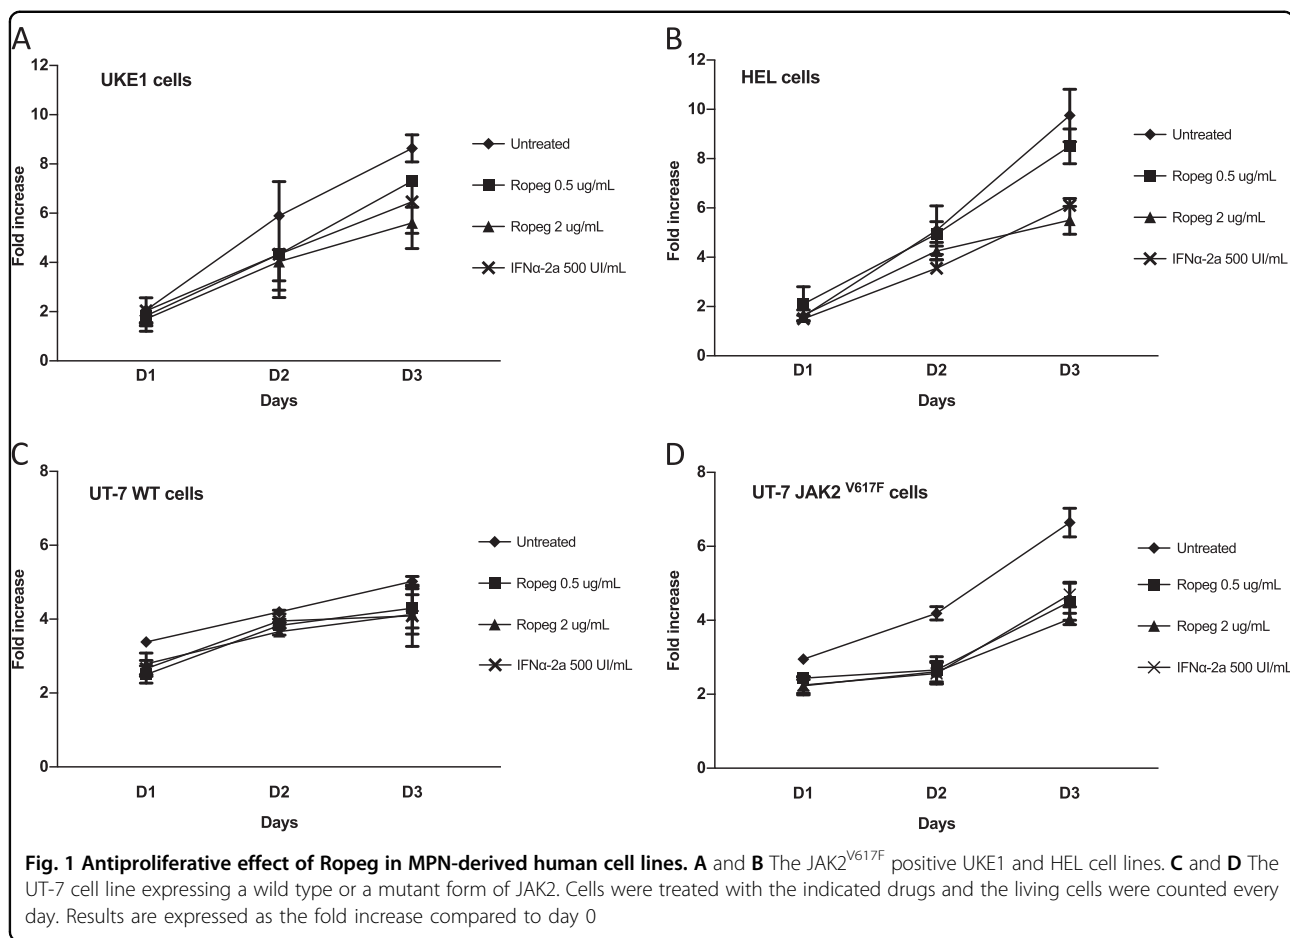 A
UKE1 cells
12
10
8
6
4
2
0
Fold increase
D1 D2 D3
Days
Untreated
Ropeg 0.5 ug/mL
Ropeg 2 ug/mL
IFNα-2a 500 UI/mL
B
HEL cells
12
10
8
6
4
2
0
Fold increase
D1 D2 D3
Days
Untreated
Ropeg 0.5 ug/mL
Ropeg 2 ug/mL
IFNα-2a 500 UI/mL
C
UT-7 WT cells
8
6
4
2
0
Fold increase
D1 D2 D3
Days
Untreated
Ropeg 0.5 ug/mL
Ropeg 2 ug/mL
IFNα-2a 500 UI/mL
D
UT-7 JAK2 V617F cells
8
6
4
2
0
Fold increase
D1 D2 D3
Days
Untreated
Ropeg 0.5 ug/mL
Ropeg 2 ug/mL
IFNα-2a 500 UI/mL
Fig. 1 Antiproliferative effect of Ropeg in MPN-derived human cell lines. A and B The JAK2V617F positive UKE1 and HEL cell lines. C and D The
UT-7 cell line expressing a wild type or a mutant form of JAK2. Cells were treated with the indicated drugs and the living cells were counted every
day. Results are expressed as the fold increase compared to day 0